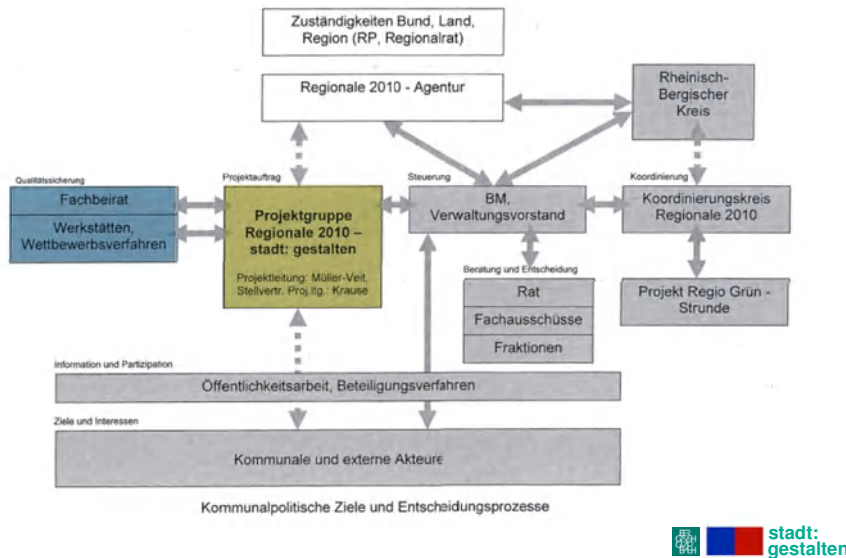 Zuständigkeiten Bund, Land,
Region (RP, Regionalrat)
Regionale 2010 - Agentur
Rheinisch-
Bergischer
Kreis
Qualitätssicherung
Projektauftrag
Steuerung
Koordinierung
Fachbeirat
Werkstätten,
Wettbewerbsverfahren
Projektgruppe
Regionale 2010 –
stadt: gestalten
Projektleitung: Müller-Veit,
Stellvertr. Proj.ltg.: Krause
BM,
Verwaltungsvorstand
Koordinierungskreis
Regionale 2010
Beratung und Entscheidung
Rat
Fachausschüsse
Fraktionen
Projekt Regio Grün -
Strunde
Information und Partizipation
Öffentlichkeitsarbeit, Beteiligungsverfahren
Ziele und Interessen
Kommunale und externe Akteure
Kommunalpolitische Ziele und Entscheidungsprozesse
stadt:
gestalten